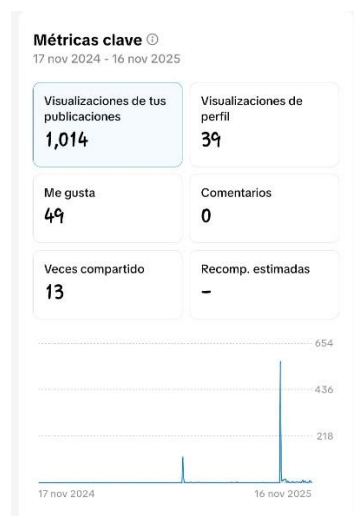 Métricas clave
17 nov 2024 - 16 nov 2025
Visualizaciones de tus
publicaciones
1,014
Visualizaciones de
perfil
39
Me gusta
49
Comentarios
0
Veces compartido
13
Recomp. estimadas
-
654
436
218
17 nov 2024
16 nov 2025